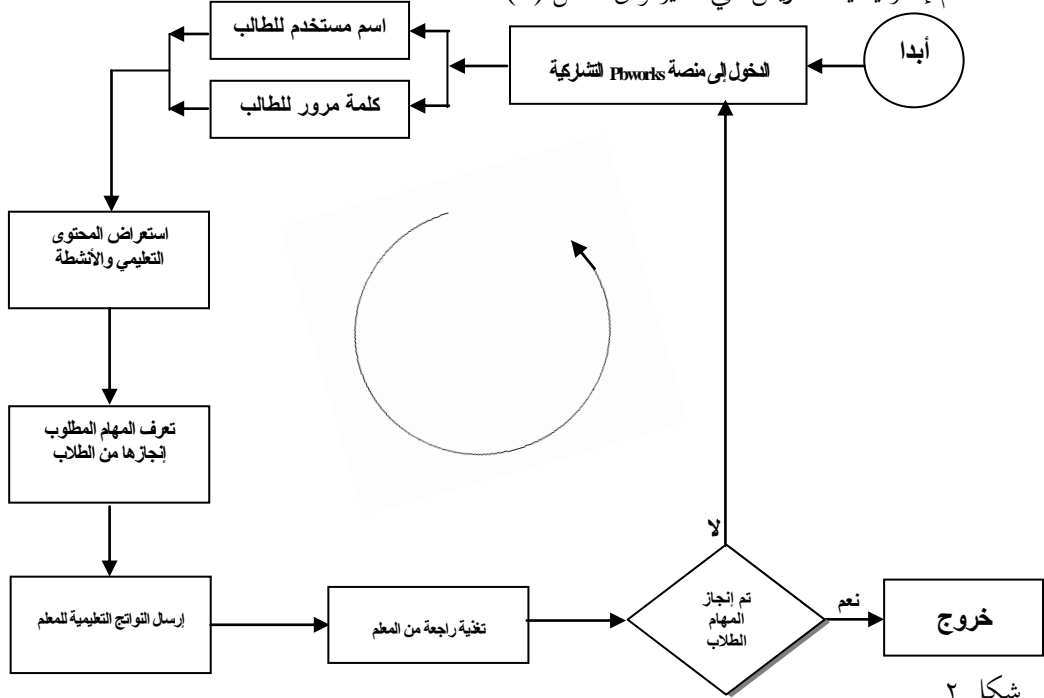 أبدا
الدخول إلى منصة Pbworks التشاركية
اسم مستخدم للطالب
كلمة مرور للطالب
استعراض المحتوى
التعليمي والأنشطة
تعرف المهام المطلوب
إنجازها من الطلاب
إرسال النواتج التعليمية للمعلم
تغذية راجعة من المعلم
تم إنجاز
المهام
الطلاب
لا
نعم
خروج
شكل ٢